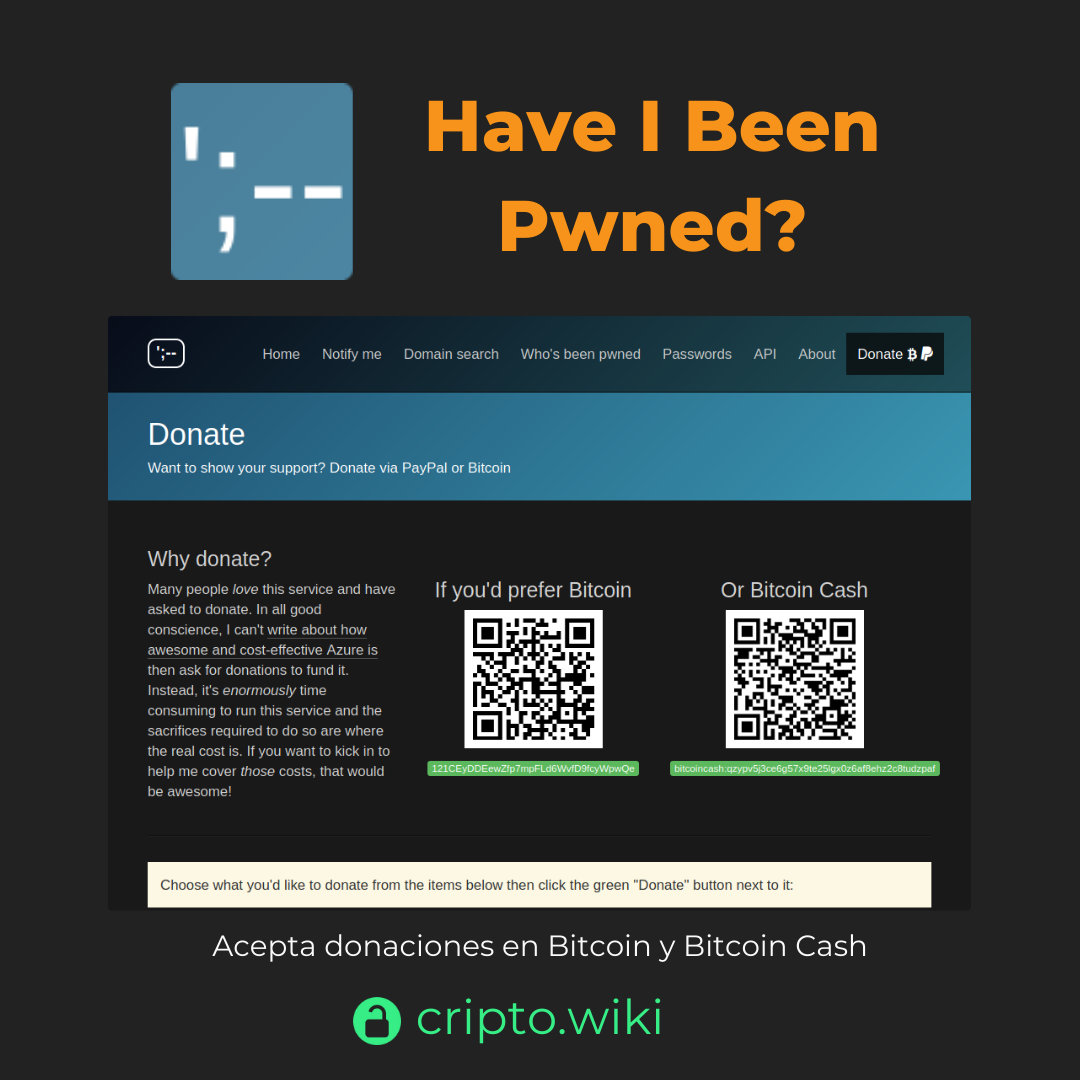 ';--
Have I Been
Pwned?
';--
Home Notify me Domain search Who's been pwned Passwords API About Donate
Donate
Want to show your support? Donate via PayPal or Bitcoin
Why donate?
Many people love this service and have
asked to donate. In all good
conscience, I can't write about how
awesome and cost-effective Azure is
then ask for donations to fund it.
Instead, it's enormously time
consuming to run this service and the
sacrifices required to do so are where
the real cost is. If you want to kick in to
help me cover those costs, that would
be awesome!
If you'd prefer Bitcoin
121CEyDDEewZfp7mpFLd6WvfD9fcyWpwQe
Or Bitcoin Cash
bitcoincash:qzypv5j3ce6g57x9te25lgx0z6af8ehz2c8tudzpaf
Choose what you'd like to donate from the items below then click the green "Donate" button next to it:
Acepta donaciones en Bitcoin y Bitcoin Cash
cripto.wiki